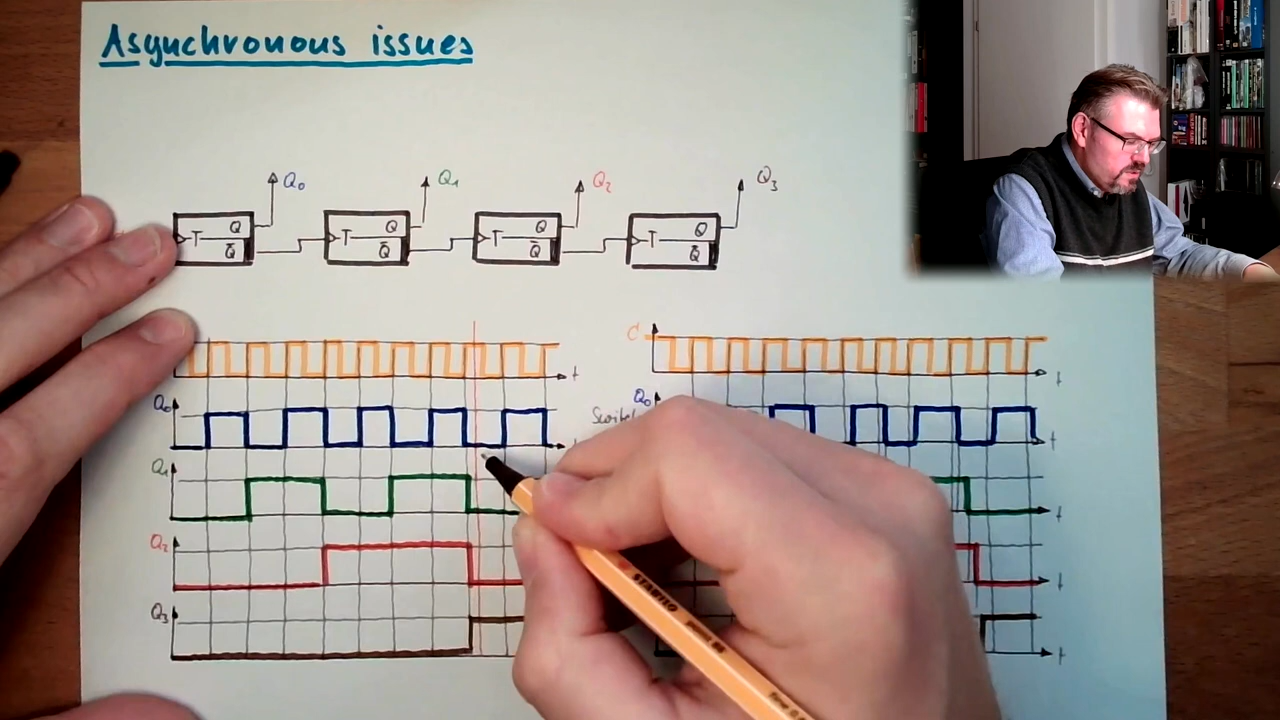 Asynchronous issues
Q₀ Q₁ Q₂ Q₃
T Q Q̄ T Q Q̄ T Q Q̄ T Q Q̄
t C t
Q₀ t Q₀ t
Q₁ t
Q₂ t
Q₃ t
STABILO